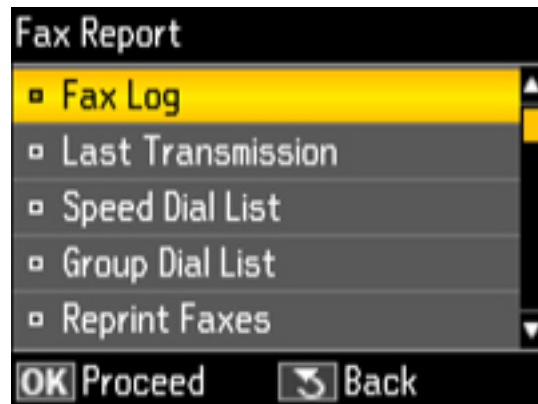 Fax Report
Fax Log
Last Transmission
Speed Dial List
Group Dial List
Reprint Faxes
OK Proceed Back